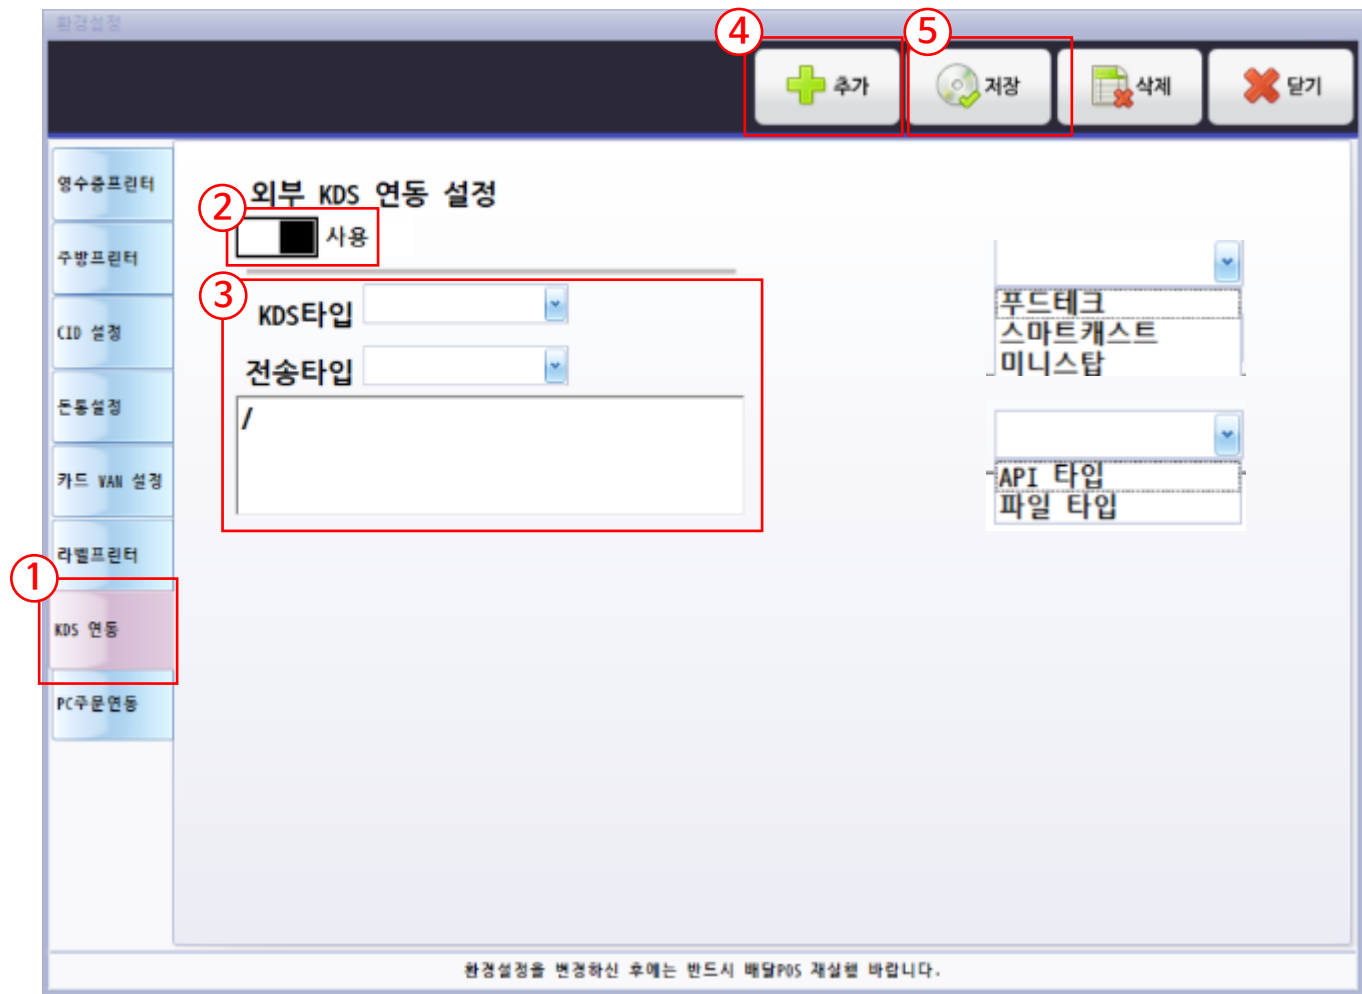 환경설정
④ ⑤
추가 저장 삭제 닫기
영수증프린터
주방프린터
CID 설정
돈통설정
카드 VAN 설정
라벨프린터
①
KDS 연동
PC주문연동
외부 KDS 연동 설정
②
사용
③
KDS타입
전송타입
/
푸드테크
스마트캐스트
미니스탑
API 타입
파일 타입
환경설정을 변경하신 후에는 반드시 배달POS 재실행 바랍니다.